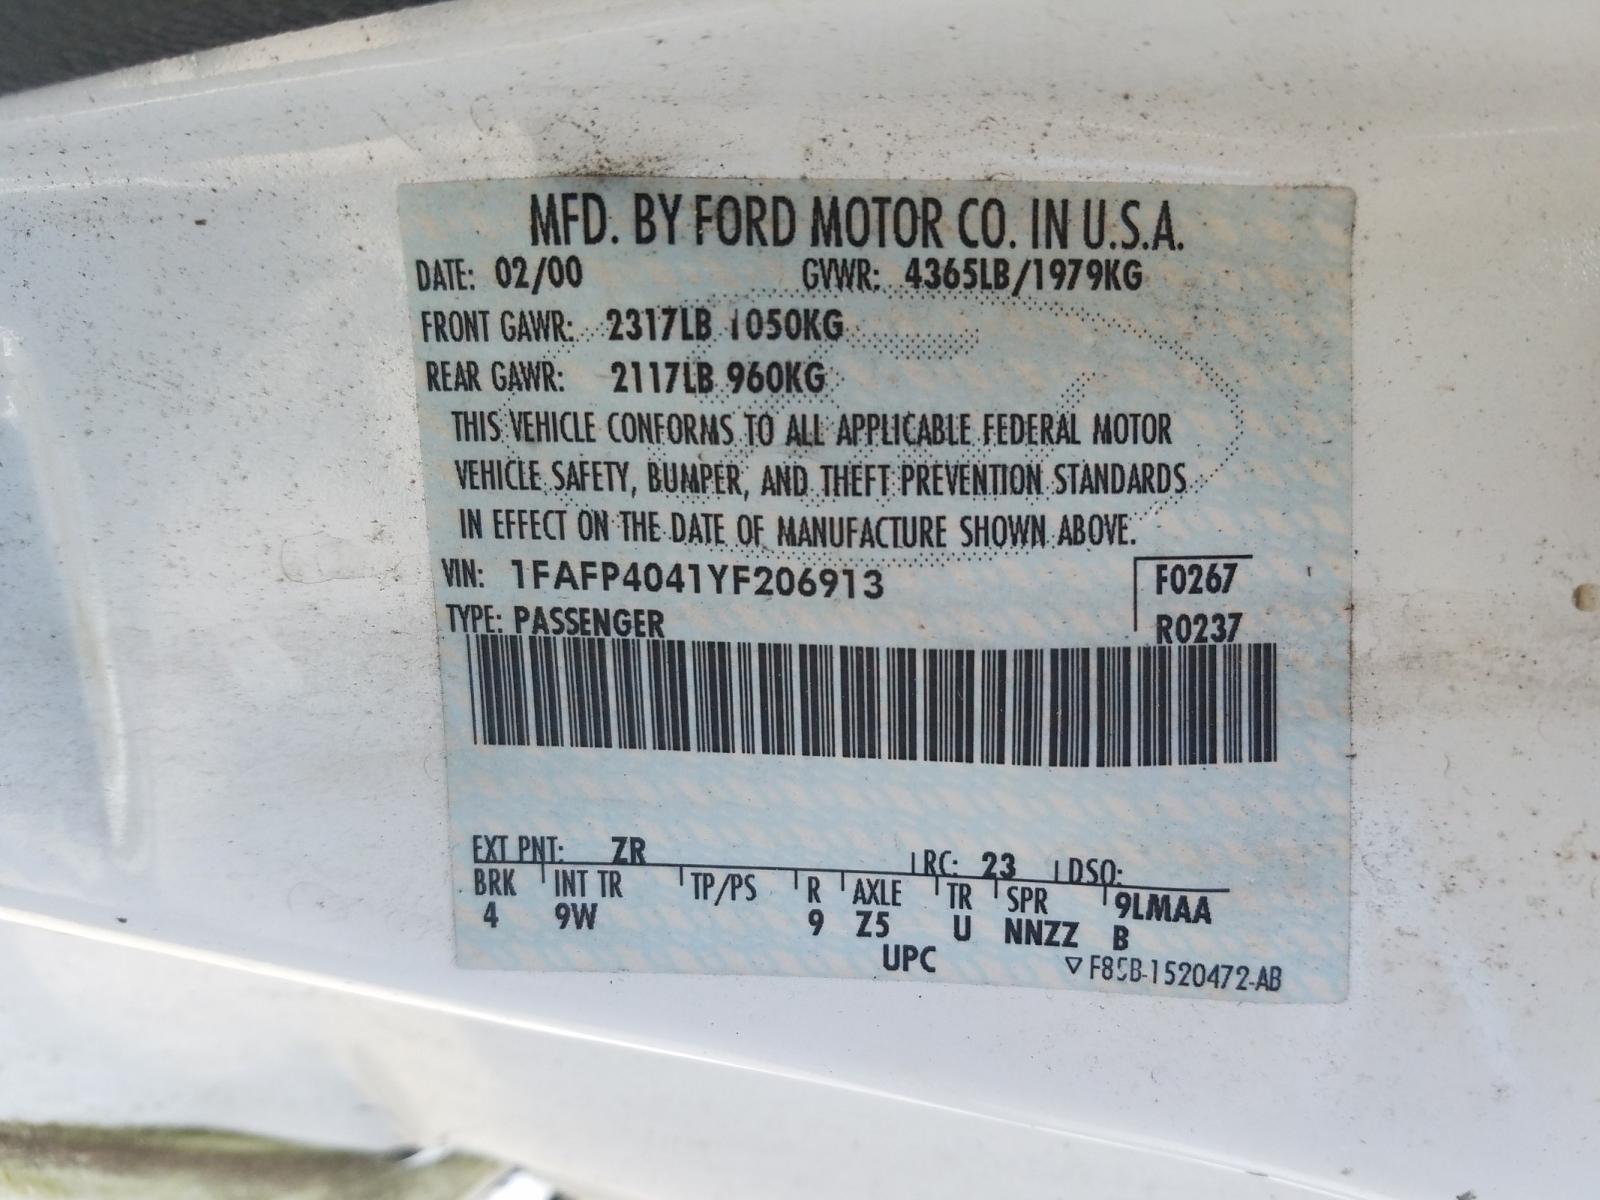 MFD. BY FORD MOTOR CO. IN U.S.A.
DATE: 02/00 GVWR: 4365LB/1979KG
FRONT GAWR: 2317LB 1050KG
REAR GAWR: 2117LB 960KG
THIS VEHICLE CONFORMS TO ALL APPLICABLE FEDERAL MOTOR
VEHICLE SAFETY, BUMPER, AND THEFT PREVENTION STANDARDS
IN EFFECT ON THE DATE OF MANUFACTURE SHOWN ABOVE.
VIN: 1FAFP4041YF206913 F0267
TYPE: PASSENGER R0237
EXT PNT: ZR RC: 23 DSO:
BRK INT TR TP/PS R AXLE TR SPR 9LMAA
4 9W 9 Z5 U NNZZ B
UPC ▽ F85B-1520472-AB